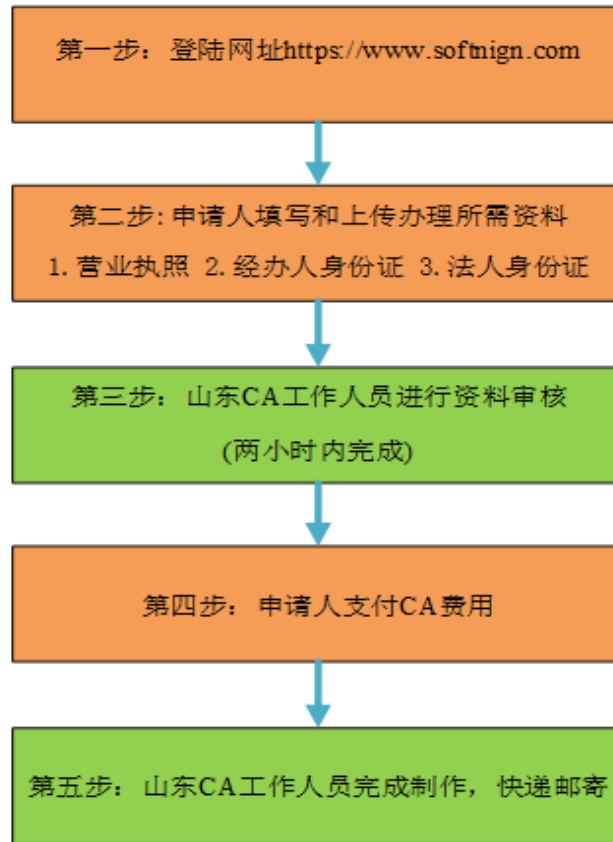 第一步：登陆网址https://www.softnign.com
第二步:申请人填写和上传办理所需资料
1.营业执照 2.经办人身份证 3.法人身份证
第三步：山东CA工作人员进行资料审核
(两小时内完成)
第四步：申请人支付CA费用
第五步：山东CA工作人员完成制作，快递邮寄